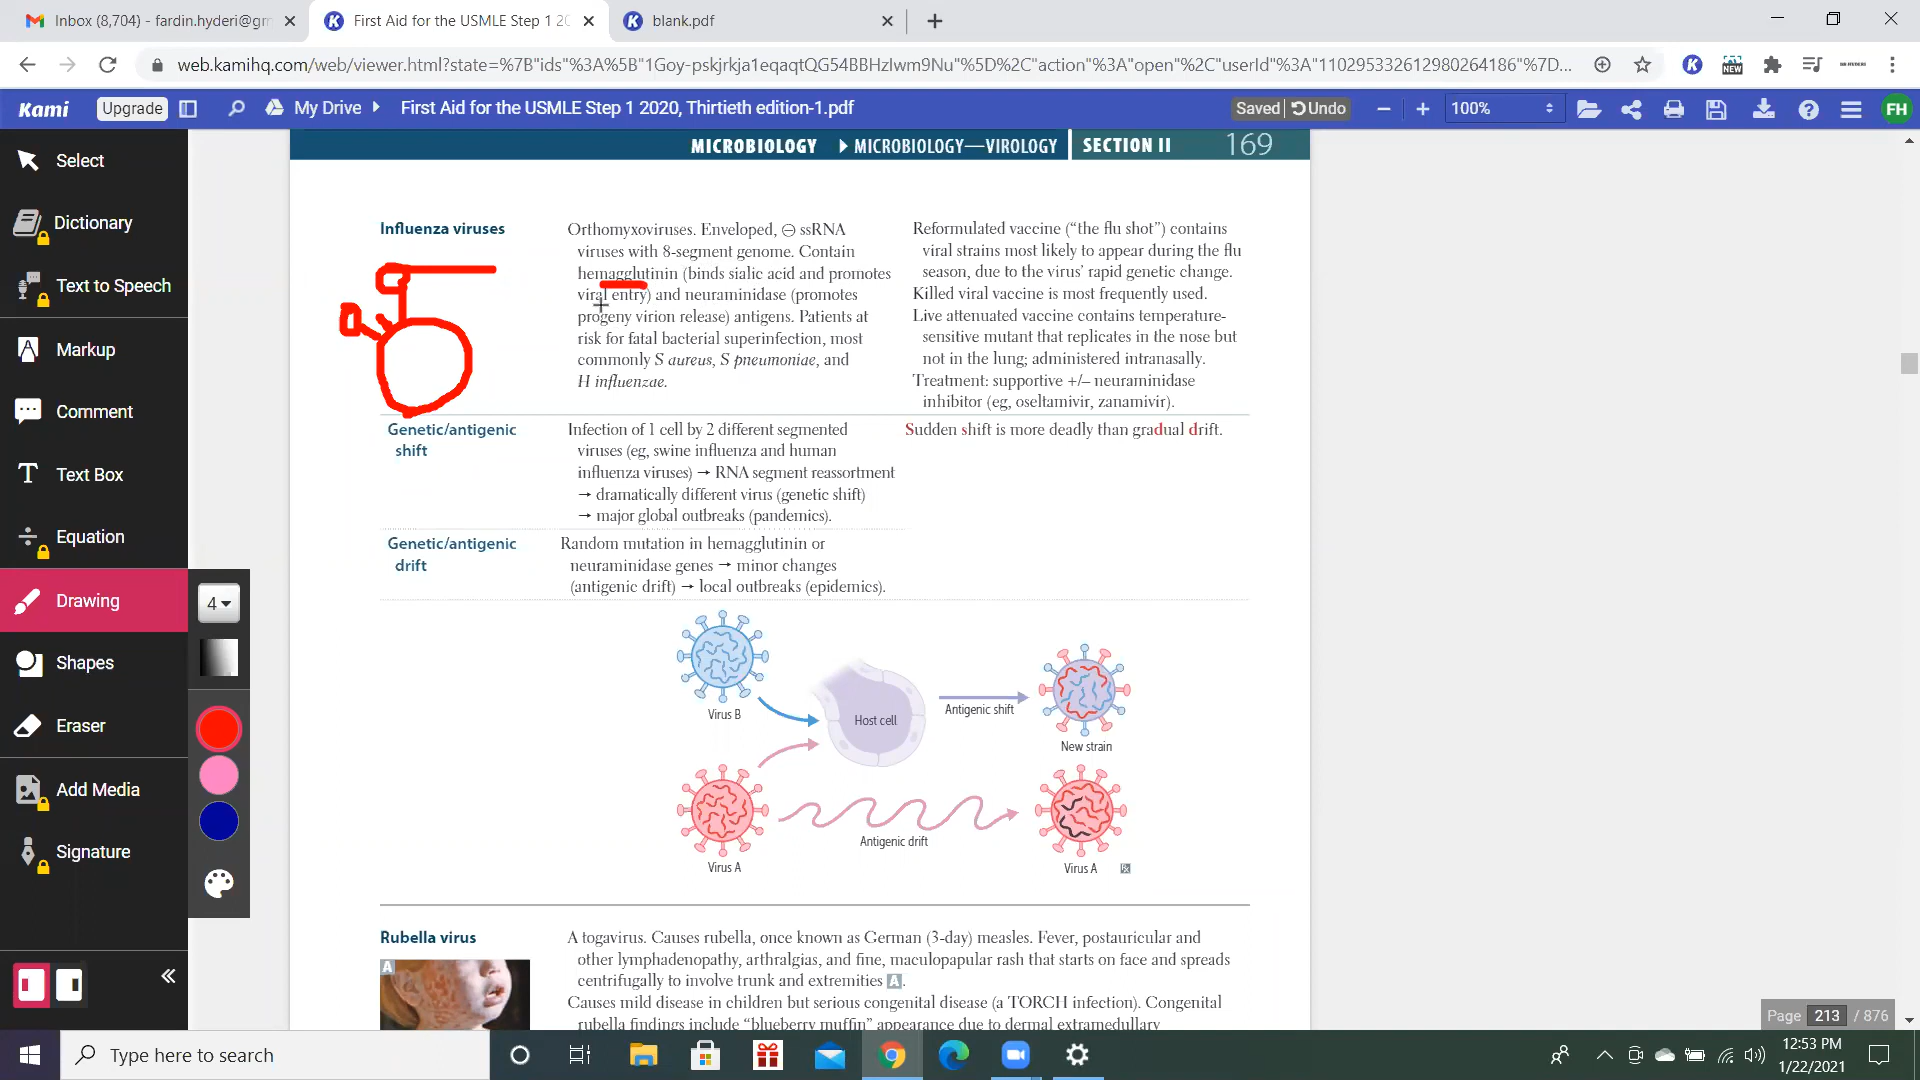 Inbox (8,704) - fardin.hyderi@gm
First Aid for the USMLE Step 1 20
blank.pdf
web.kamihq.com/web/viewer.html?state=%7B"ids"%3A%5B"1Goy-pskjrkja1eqaqtQG54BBHzIwm9Nu"%5D%2C"action"%3A"open"%2C"userId"%3A"110295332612980264186"%7D...
NEW
Kami
Upgrade
My Drive
First Aid for the USMLE Step 1 2020, Thirtieth edition-1.pdf
Saved
Undo
100%
FH
Select
Dictionary
Text to Speech
Markup
Comment
Text Box
Equation
Drawing
4
Shapes
Eraser
Add Media
Signature
MICROBIOLOGY ▶ MICROBIOLOGY—VIROLOGY SECTION II 169
Influenza viruses
Orthomyxoviruses. Enveloped, ⊖ ssRNA
viruses with 8-segment genome. Contain
hemagglutinin (binds sialic acid and promotes
viral entry) and neuraminidase (promotes
progeny virion release) antigens. Patients at
risk for fatal bacterial superinfection, most
commonly S aureus, S pneumoniae, and
H influenzae.
Reformulated vaccine (“the flu shot”) contains
viral strains most likely to appear during the flu
season, due to the virus’ rapid genetic change.
Killed viral vaccine is most frequently used.
Live attenuated vaccine contains temperature-
sensitive mutant that replicates in the nose but
not in the lung; administered intranasally.
Treatment: supportive +/– neuraminidase
inhibitor (eg, oseltamivir, zanamivir).
Genetic/antigenic
shift
Infection of 1 cell by 2 different segmented
viruses (eg, swine influenza and human
influenza viruses) → RNA segment reassortment
→ dramatically different virus (genetic shift)
→ major global outbreaks (pandemics).
Sudden shift is more deadly than gradual drift.
Genetic/antigenic
drift
Random mutation in hemagglutinin or
neuraminidase genes → minor changes
(antigenic drift) → local outbreaks (epidemics).
Virus B
Host cell
Antigenic shift
New strain
Virus A
Antigenic drift
Virus A
Rx
Rubella virus
A
A togavirus. Causes rubella, once known as German (3-day) measles. Fever, postauricular and
other lymphadenopathy, arthralgias, and fine, maculopapular rash that starts on face and spreads
centrifugally to involve trunk and extremities A.
Causes mild disease in children but serious congenital disease (a TORCH infection). Congenital
rubella findings include “blueberry muffin” appearance due to dermal extramedullary
Page 213 / 876
Type here to search
12:53 PM
1/22/2021